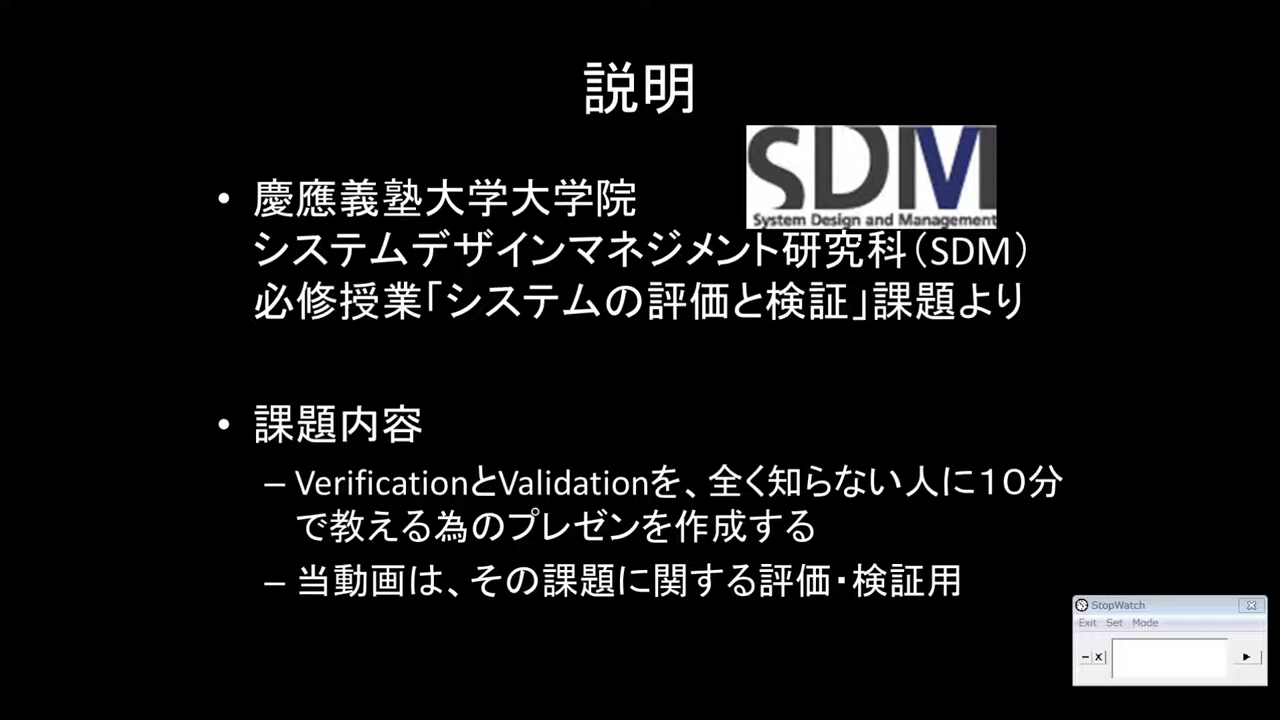 説明
SDM
System Design and Management
• 慶應義塾大学大学院
システムデザインマネジメント研究科（SDM）
必修授業「システムの評価と検証」課題より
• 課題内容
– VerificationとValidationを、全く知らない人に１０分
で教える為のプレゼンを作成する
– 当動画は、その課題に関する評価・検証用
StopWatch
Exit Set Mode